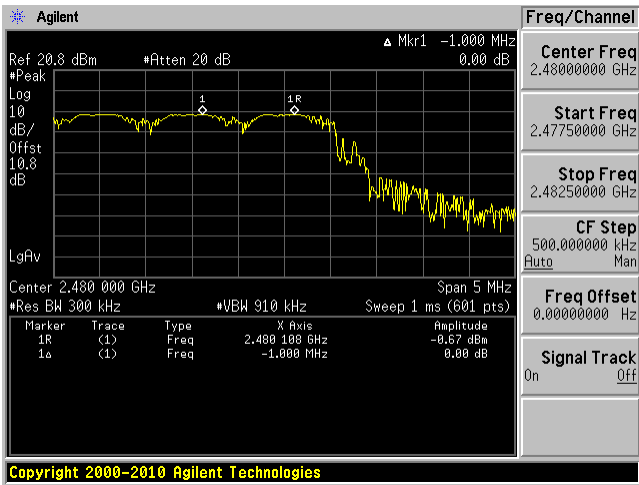 Agilent
Freq/Channel
Δ Mkr1 -1.000 MHz
Ref 20.8 dBm #Atten 20 dB 0.00 dB
#Peak
Log
10
dB/
Offst
10.8
dB
1
1R
LgAv
Center 2.480 000 GHz Span 5 MHz
#Res BW 300 kHz #VBW 910 kHz Sweep 1 ms (601 pts)
Marker Trace Type X Axis Amplitude
1R (1) Freq 2.480 108 GHz -0.67 dBm
1Δ (1) Freq -1.000 MHz 0.00 dB
Center Freq
2.48000000 GHz
Start Freq
2.47750000 GHz
Stop Freq
2.48250000 GHz
CF Step
500.000000 kHz
Auto Man
Freq Offset
0.00000000 Hz
Signal Track
On Off
Copyright 2000-2010 Agilent Technologies